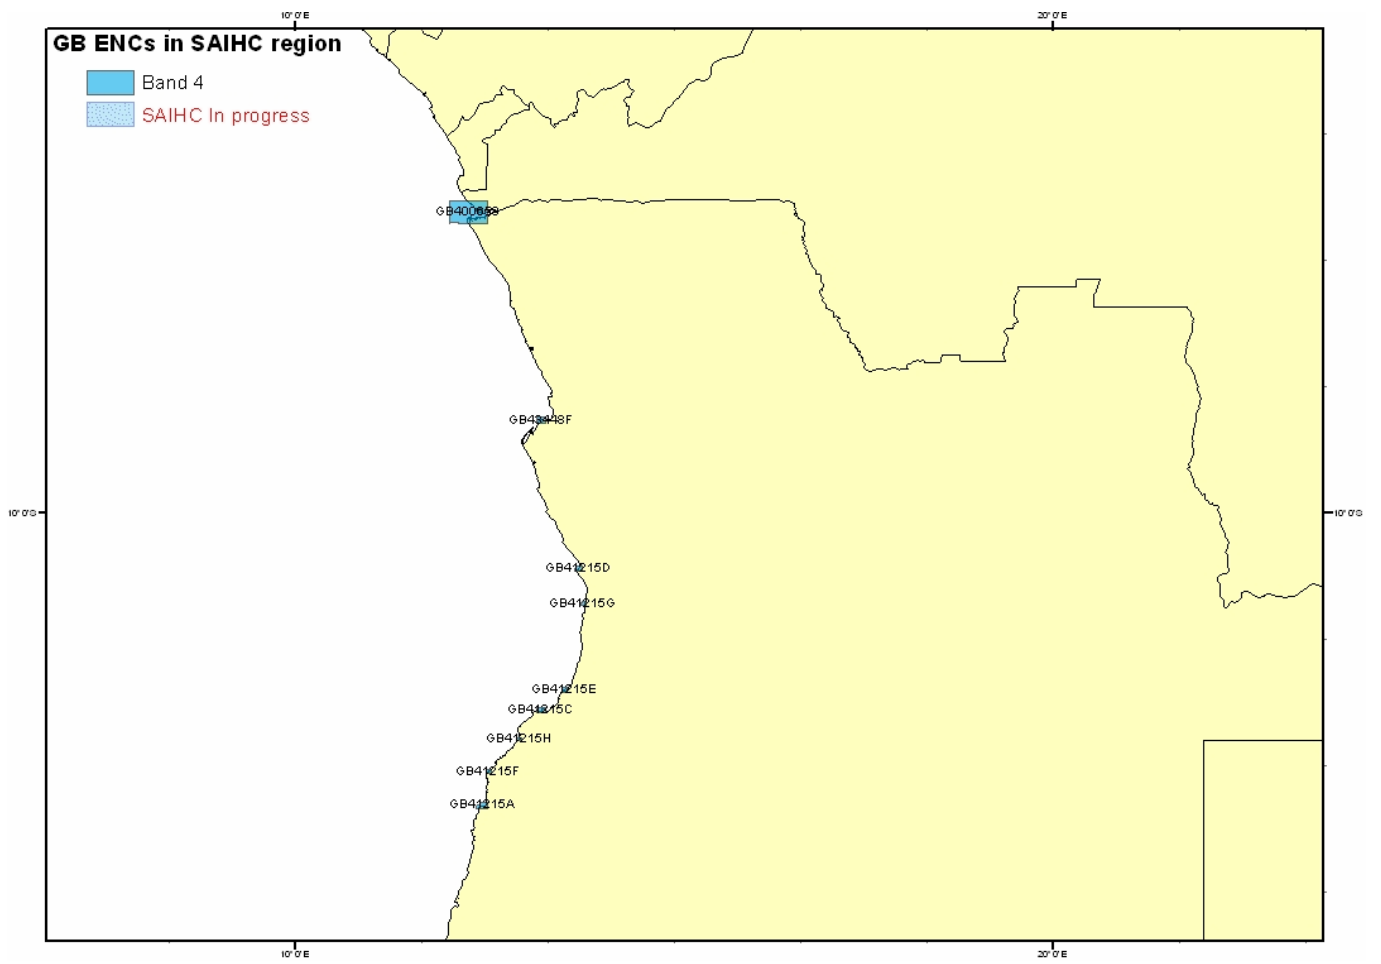 10°0'E
20°0'E
GB ENCs in SAIHC region
Band 4
SAIHC In progress
GB43448F
10°0'S
10°0'S
GB41215D
GB41215G
GB41215E
GB41215C
GB41215H
GB41215F
GB41215A
10°0'E
20°0'E